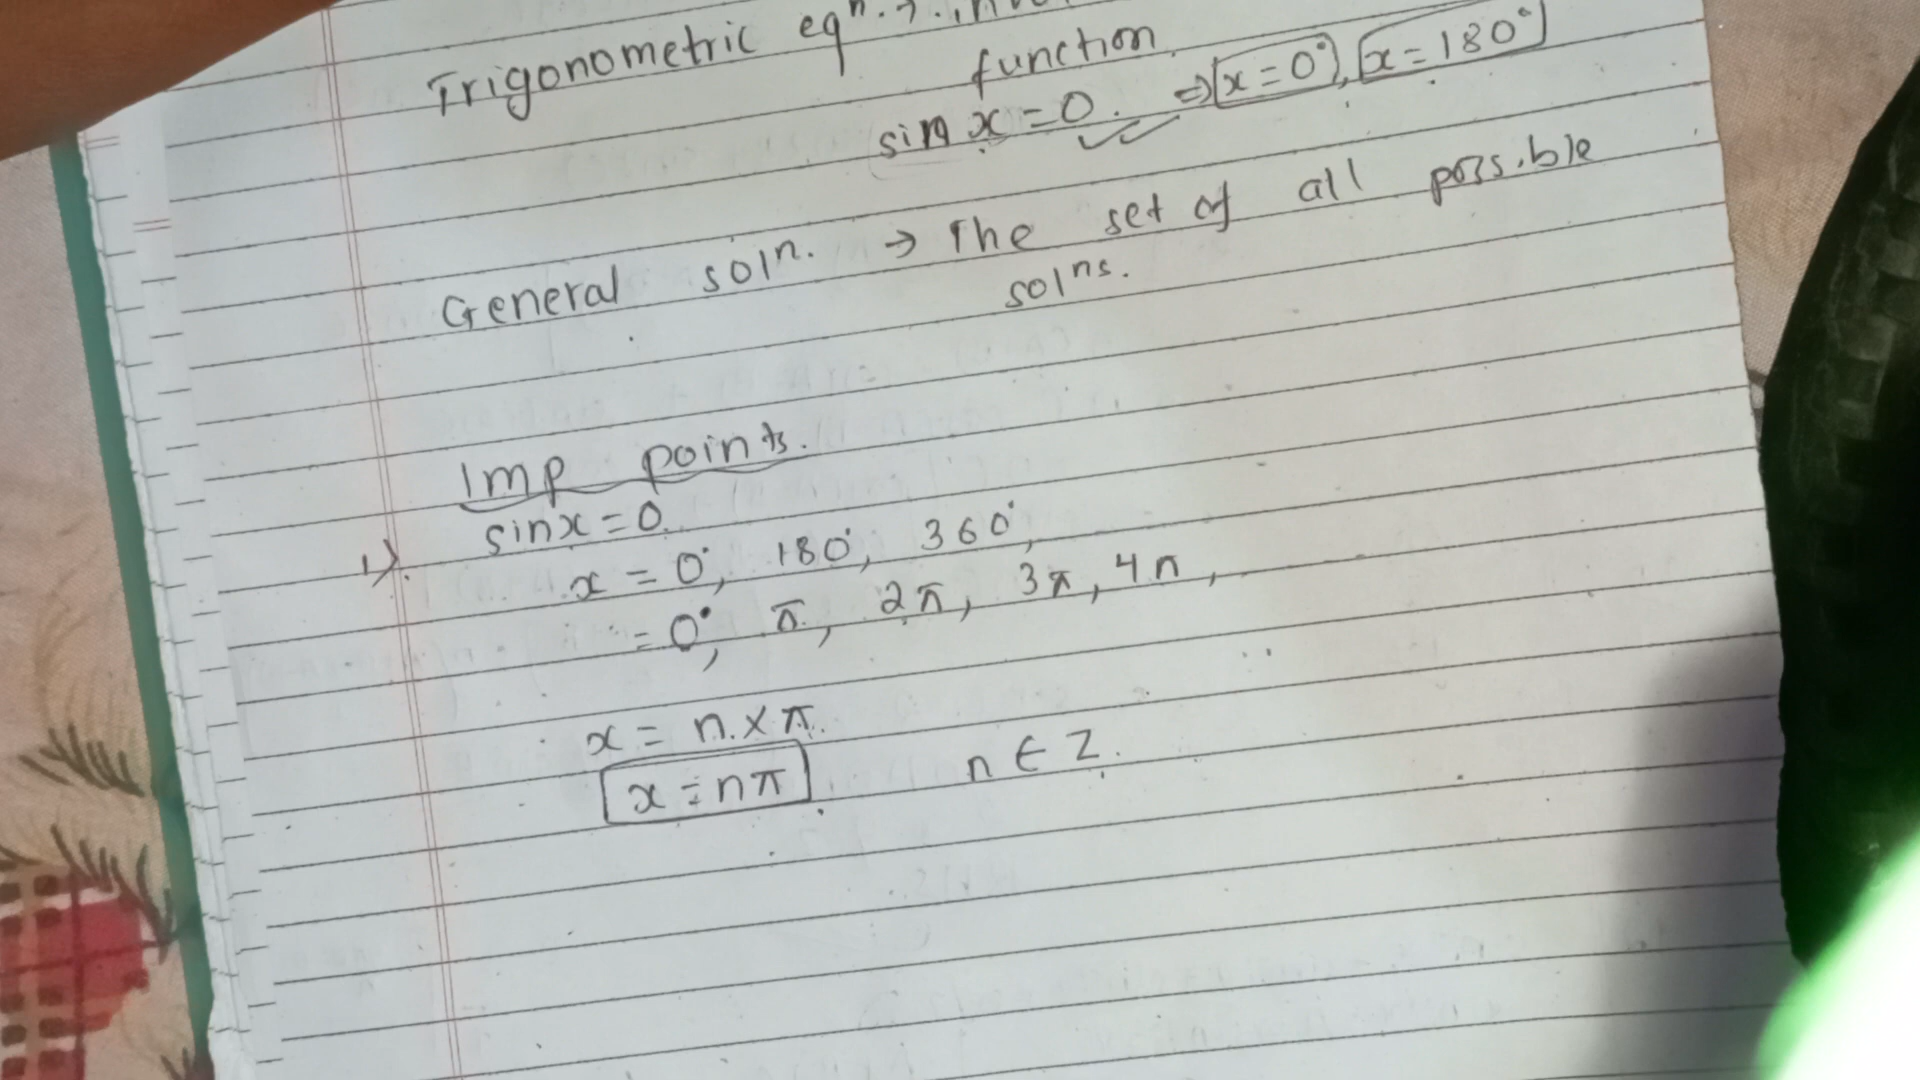 Trigonometric eqⁿ. →
function.
sin x = 0. ⇒ x = 0°, x = 180°
General solⁿ. → The set of all possible
solⁿˢ.
Imp points.
1). sinx = 0.
x = 0°, 180°, 360°,
= 0°, π, 2π, 3π, 4π,
x = n × π.
x = nπ. n ∈ Z.